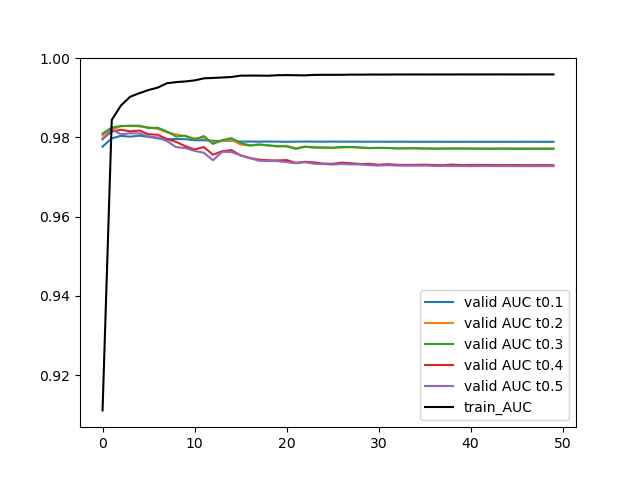 1.00
0.98
0.96
0.94
0.92
0
10
20
30
40
50
valid AUC t0.1
valid AUC t0.2
valid AUC t0.3
valid AUC t0.4
valid AUC t0.5
train_AUC